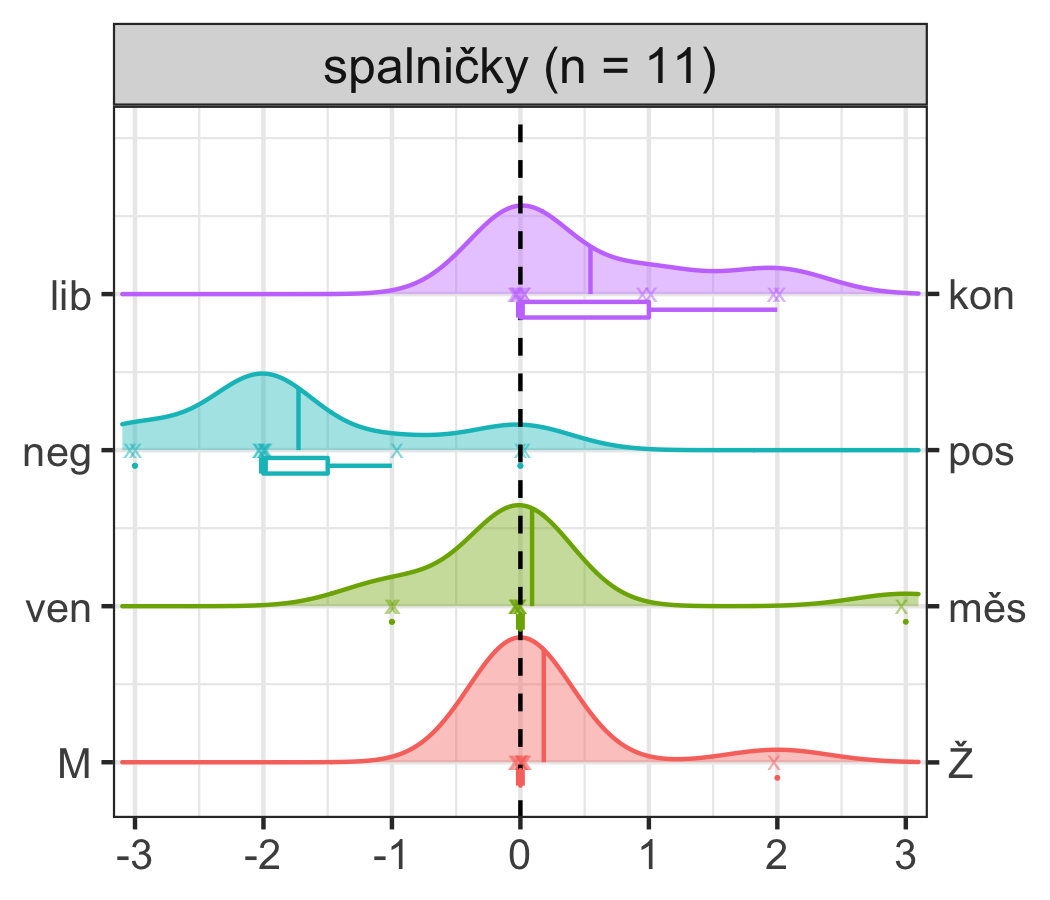 spalničky (n = 11)
lib kon
neg pos
ven měs
M Ž
-3 -2 -1 0 1 2 3